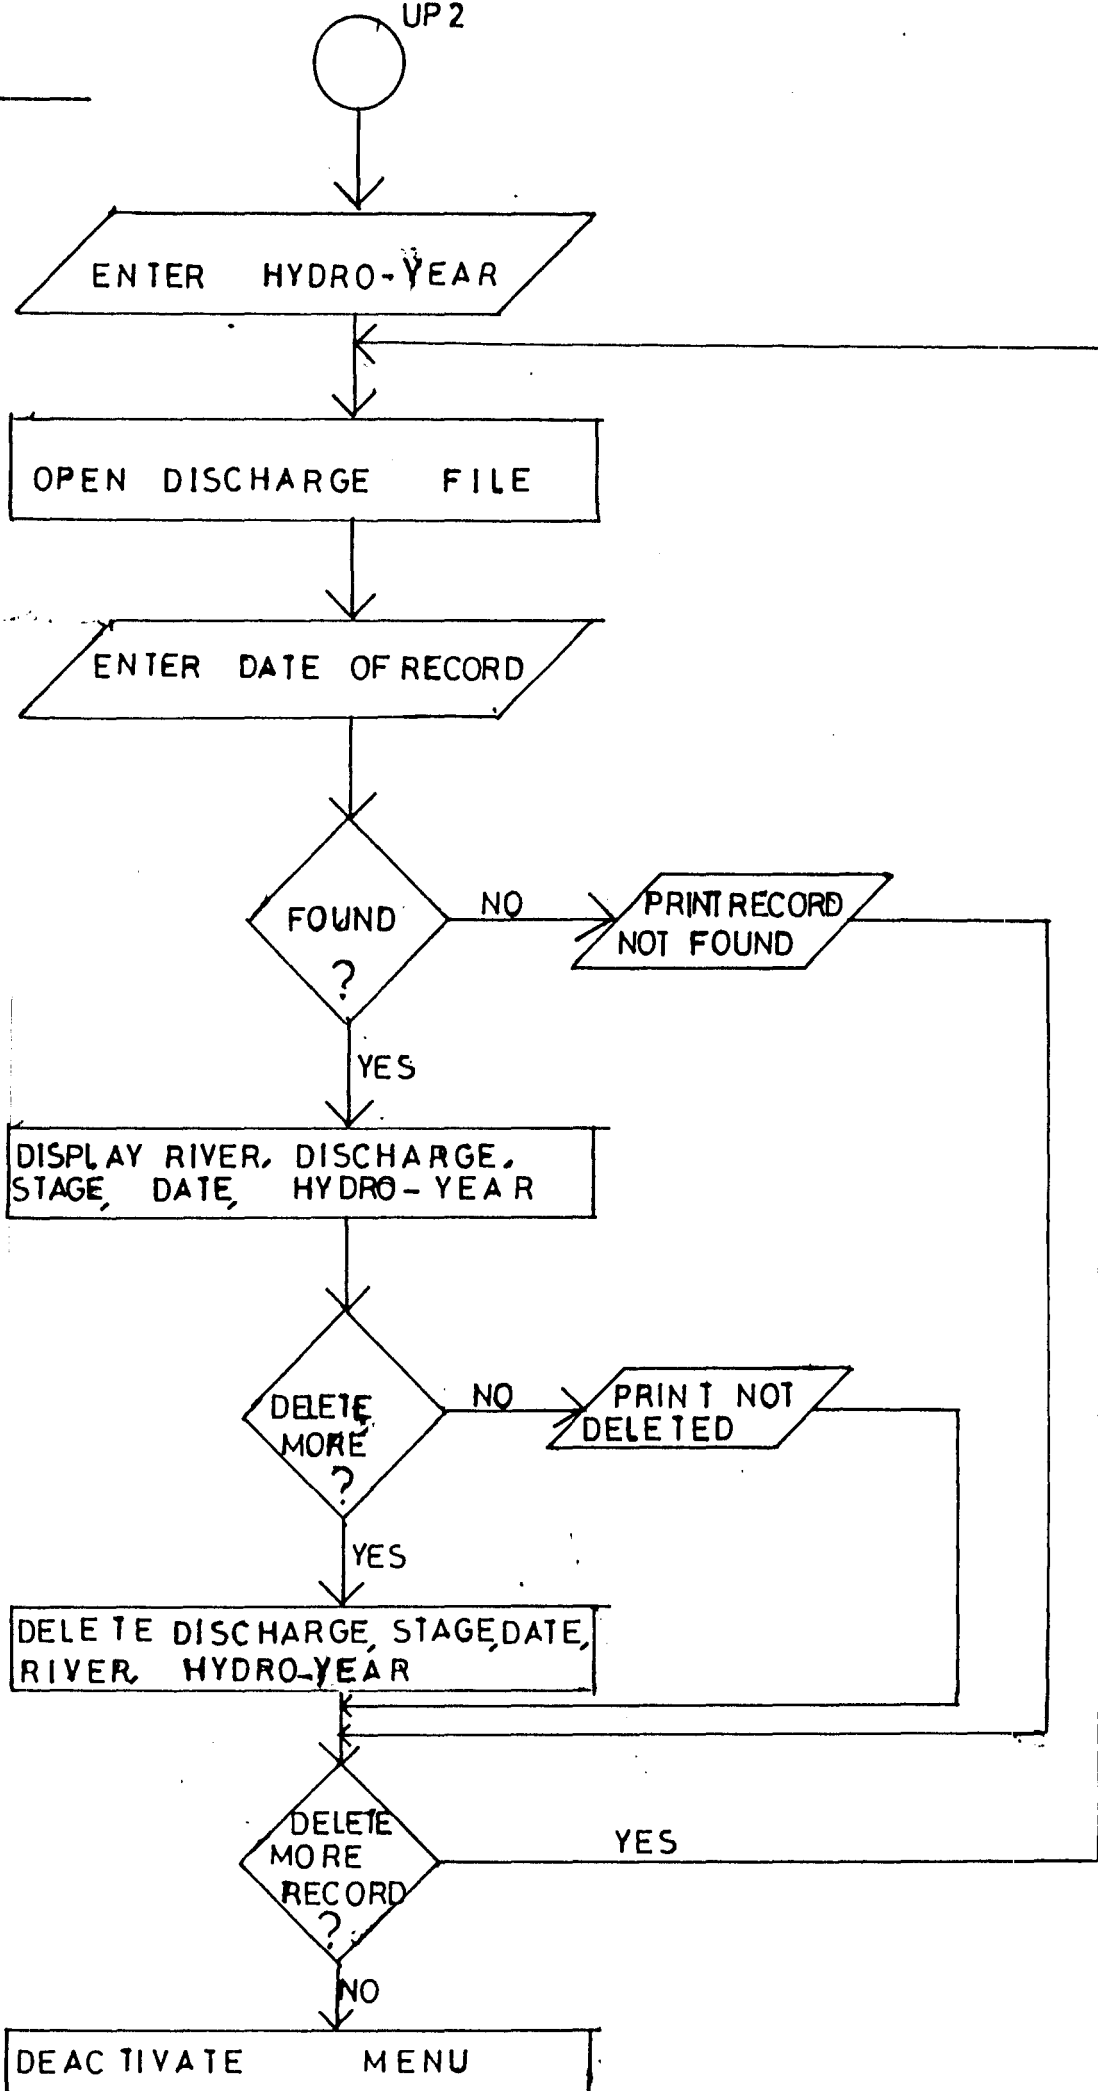 UP2
ENTER HYDRO-YEAR
OPEN DISCHARGE FILE
ENTER DATE OF RECORD
FOUND
?
NO
PRINT RECORD
NOT FOUND
YES
DISPLAY RIVER, DISCHARGE,
STAGE, DATE, HYDRO-YEAR
DELETE
MORE
?
NO
PRINT NOT
DELETED
YES
DELETE DISCHARGE, STAGE, DATE,
RIVER, HYDRO-YEAR
DELETE
MORE
RECORD
?
YES
NO
DEACTIVATE MENU